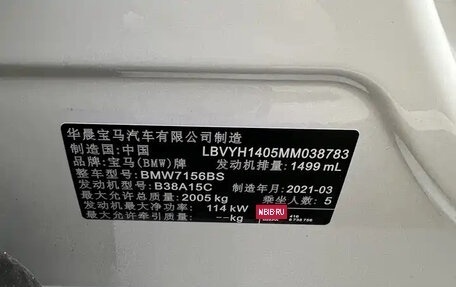 华晨宝马汽车有限公司制造
制造国:中国 LBVYH1405MM038783
品牌:宝马(BMW)牌 发动机排量:1499 mL
整车型号:BMW7156BS
发动机型号:B38A15C 制造年月:2021-03
最大允许总质量:2005 kg 乘坐人数:5
发动机最大净功率:114 kW
最大允许牵引质量:--kg
NBIB.RU